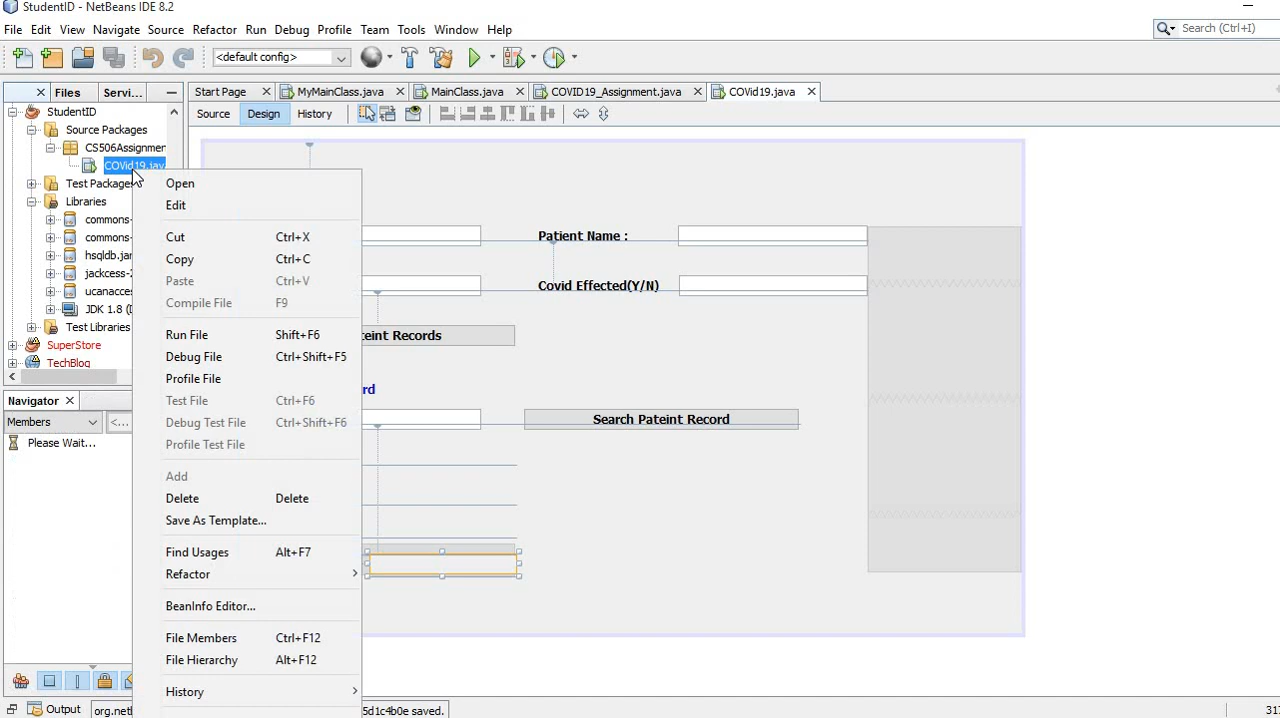 StudentID - NetBeans IDE 8.2
File Edit View Navigate Source Refactor Run Debug Profile Team Tools Window Help
Search (Ctrl+I)
<default config>
Files Servi...
Start Page MyMainClass.java MainClass.java COVID19_Assignment.java COVid19.java
Source Design History
StudentID
Source Packages
CS506Assignmen
COVid19.jav
Test Packages
Libraries
commons-
commons-
hsqldb.jar
jackcess-2
ucanaccess
JDK 1.8 (
Test Libraries
SuperStore
TechBlog
Navigator
Members <...
Please Wait...
Open
Edit
Cut Ctrl+X
Copy Ctrl+C
Paste Ctrl+V
Compile File F9
Run File Shift+F6
Debug File Ctrl+Shift+F5
Profile File
Test File Ctrl+F6
Debug Test File Ctrl+Shift+F6
Profile Test File
Add
Delete Delete
Save As Template...
Find Usages Alt+F7
Refactor
BeanInfo Editor...
File Members Ctrl+F12
File Hierarchy Alt+F12
History
Patient Name :
Covid Effected(Y/N)
teint Records
rd
Search Pateint Record
Output
org.net
5d1c4b0e saved.